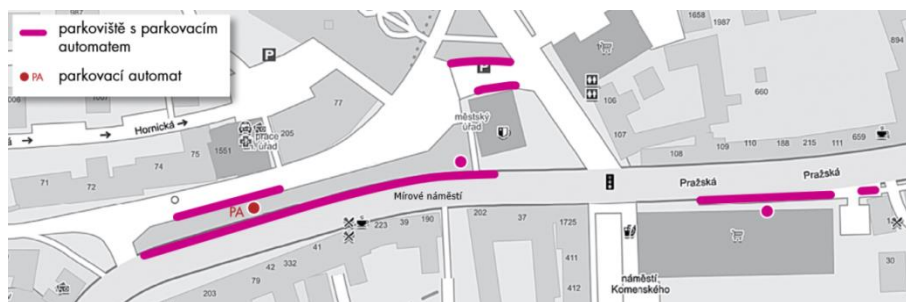 parkoviště s parkovacím
automatem
PA parkovací automat
P
P
1658
1987
894
106
660
107
108
109
110
188
215
111
659
Hornická
77
205
1551
práce
úřad
75
74
72
71
městský
úřad
PA
Mírové náměstí
Pražská
Pražská
223
39
190
202
37
1725
41
332
42
79
203
411
412
náměstí
Komenského
30